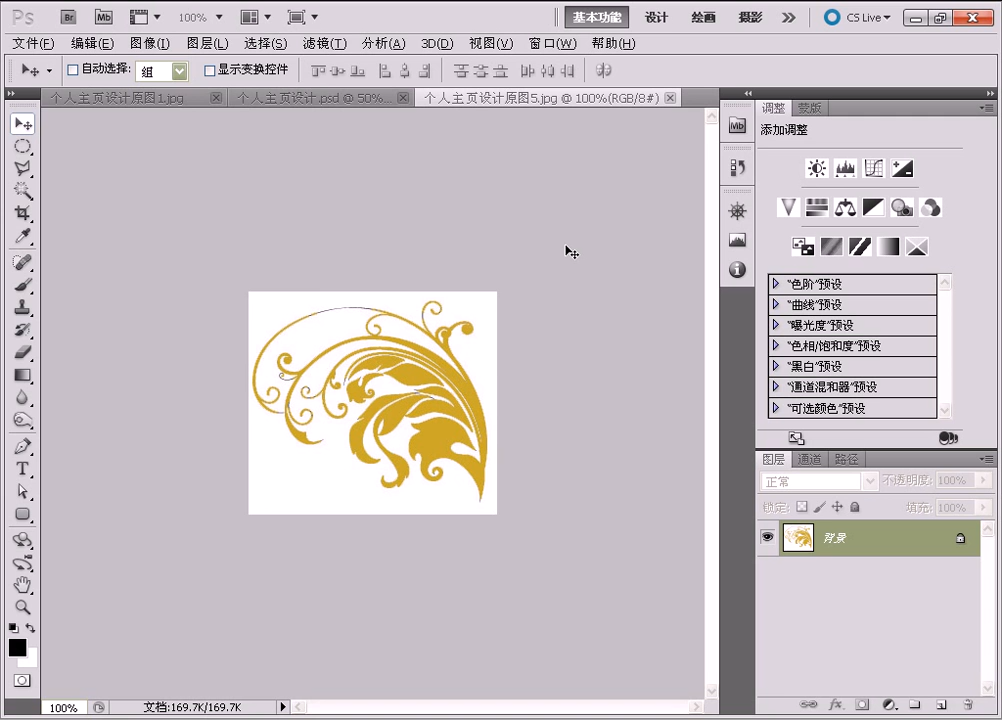 Ps Br Mb 100% 基本功能 设计 绘画 摄影 CS Live
文件(F) 编辑(E) 图像(I) 图层(L) 选择(S) 滤镜(T) 分析(A) 3D(D) 视图(V) 窗口(W) 帮助(H)
自动选择: 组 显示变换控件
个人主页设计原图1.jpg 个人主页设计.psd @ 50%... 个人主页设计原图5.jpg @ 100%(RGB/8#)
Mb
调整 蒙版
添加调整
"色阶"预设
"曲线"预设
"曝光度"预设
"色相/饱和度"预设
"黑白"预设
"通道混和器"预设
"可选颜色"预设
图层 通道 路径
正常 不透明度: 100%
锁定: 填充: 100%
背景
T
fx
100% 文档:169.7K/169.7K